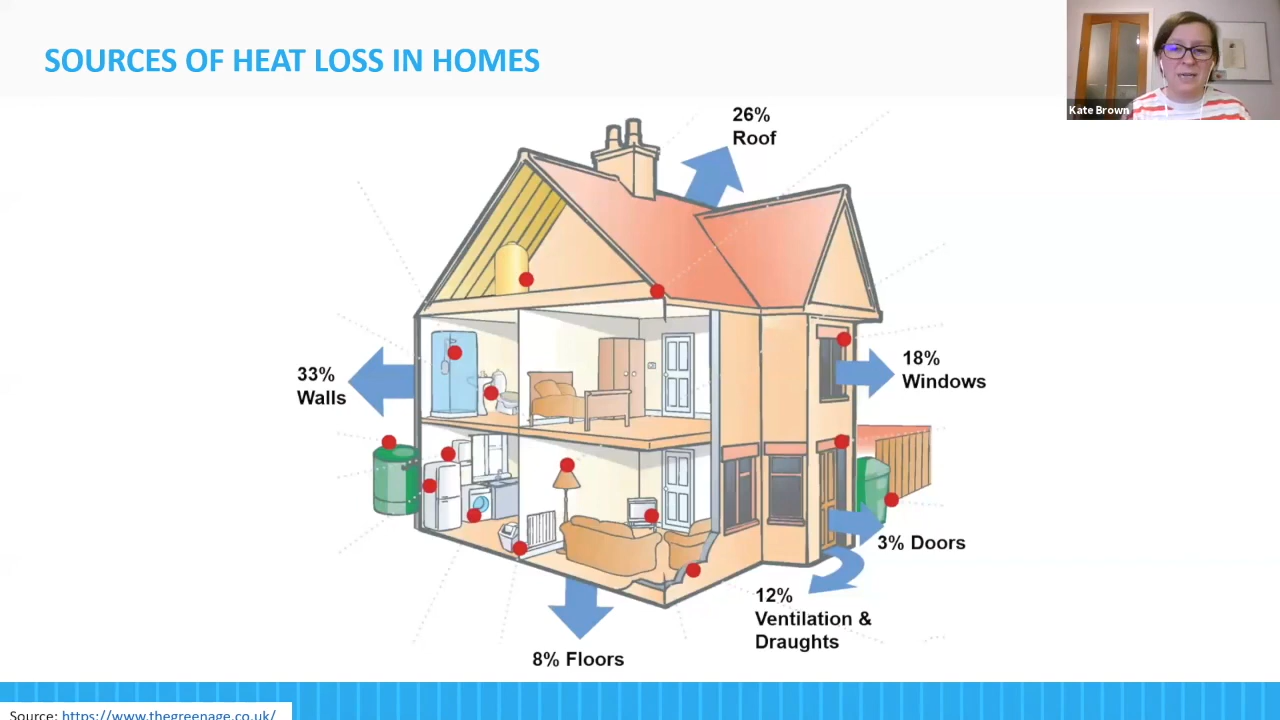 SOURCES OF HEAT LOSS IN HOMES
Kate Brown
26%
Roof
33%
Walls
18%
Windows
3% Doors
12%
Ventilation &
Draughts
8% Floors
Source: https://www.thegreenage.co.uk/